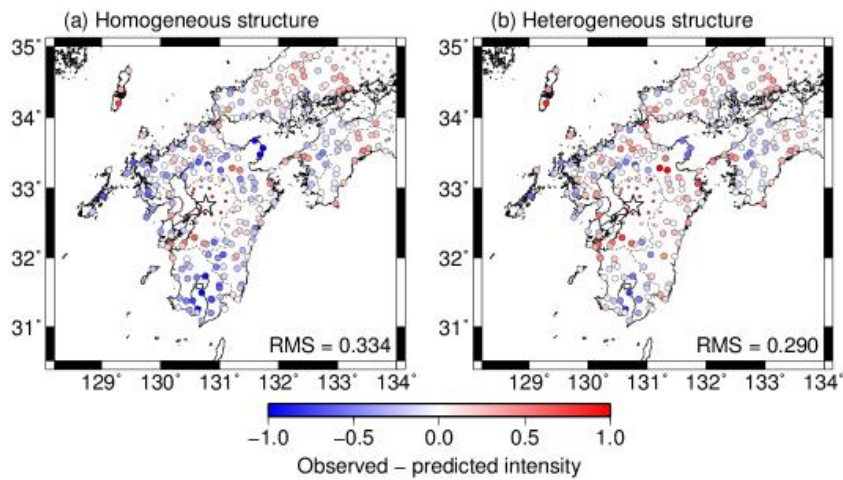 (a) Homogeneous structure (b) Heterogeneous structure
35˚ 35˚
34˚ 34˚
33˚ 33˚
32˚ 32˚
31˚ 31˚
RMS = 0.334 RMS = 0.290
129˚ 130˚ 131˚ 132˚ 133˚ 134˚ 129˚ 130˚ 131˚ 132˚ 133˚ 134˚
−1.0 −0.5 0.0 0.5 1.0
Observed − predicted intensity